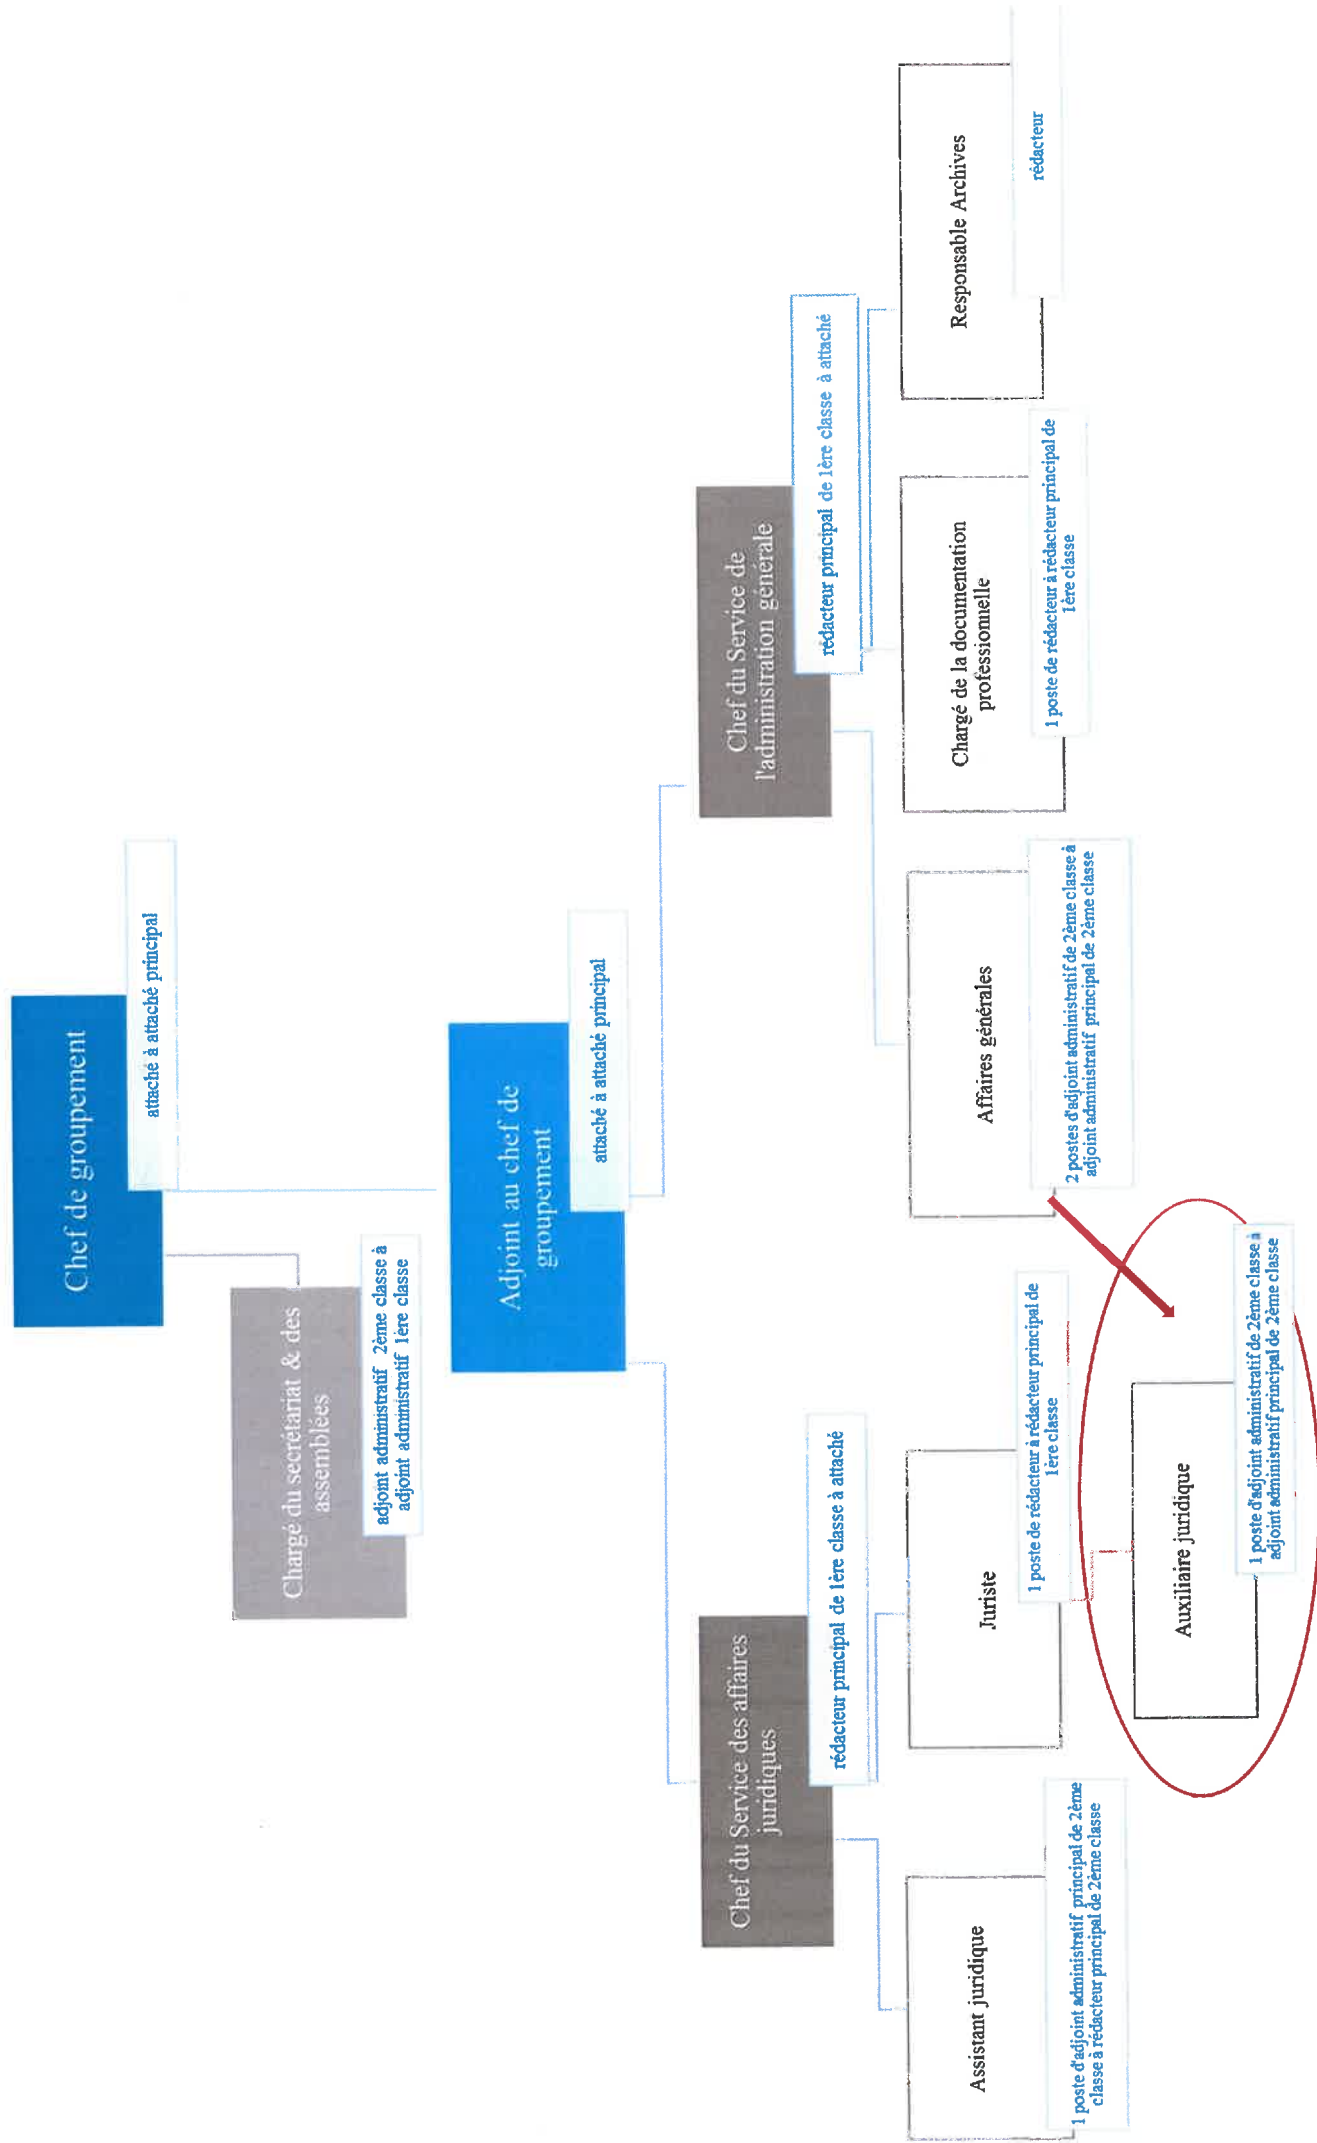 Chef de groupement
attaché à attaché principal
Chargé du secrétariat & des
assemblées
adjoint administratif 2ème classe à
adjoint administratif 1ère classe
Adjoint au chef de
groupement
attaché à attaché principal
Chef du Service des affaires
juridiques
rédacteur principal de 1ère classe à attaché
Chef du Service de
l'administration générale
rédacteur principal de 1ère classe à attaché
Assistant juridique
1 poste d'adjoint administratif principal de 2ème
classe à rédacteur principal de 2ème classe
Juriste
1 poste de rédacteur à rédacteur principal de
1ère classe
Affaires générales
2 postes d'adjoint administratif de 2ème classe à
adjoint administratif principal de 2ème classe
Chargé de la documentation
professionnelle
1 poste de rédacteur à rédacteur principal de
1ère classe
Responsable Archives
rédacteur
Auxiliaire juridique
1 poste d'adjoint administratif de 2ème classe à
adjoint administratif principal de 2ème classe